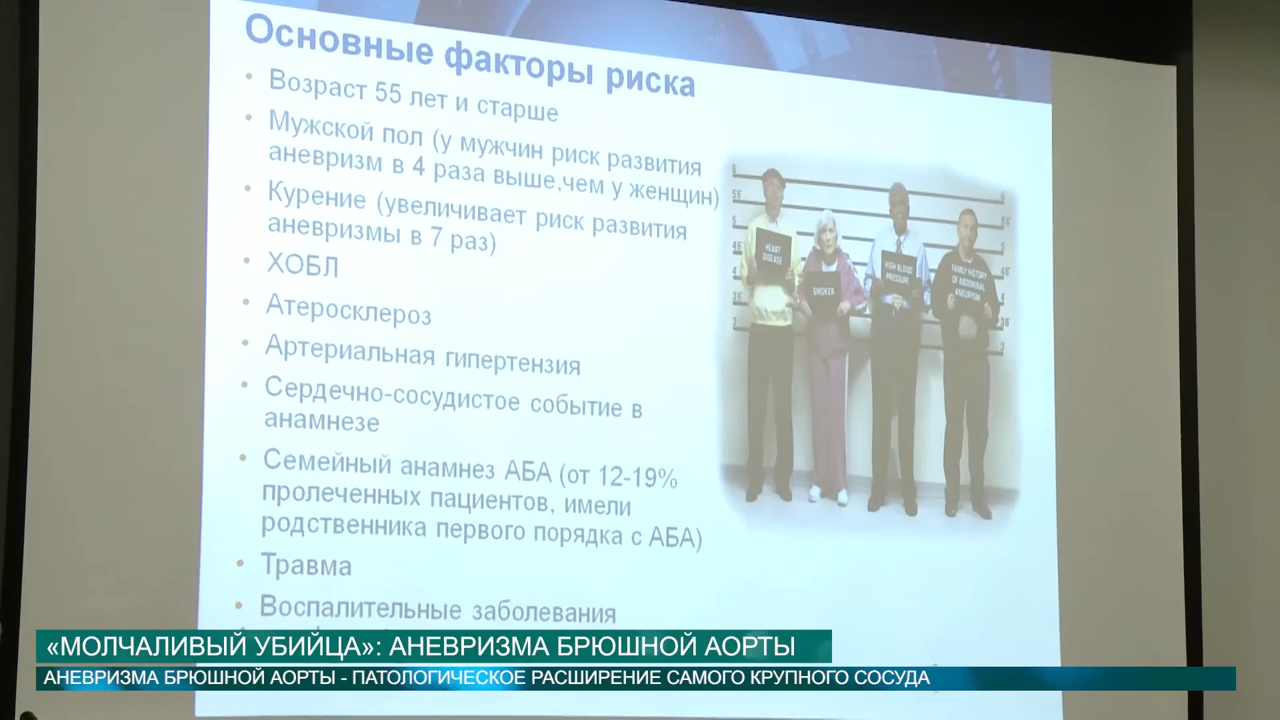 Основные факторы риска
• Возраст 55 лет и старше
• Мужской пол (у мужчин риск развития
аневризм в 4 раза выше,чем у женщин)
• Курение (увеличивает риск развития
аневризмы в 7 раз)
• ХОБЛ
• Атеросклероз
• Артериальная гипертензия
• Сердечно-сосудистое событие в
анамнезе
• Семейный анамнез АБА (от 12-19%
пролеченных пациентов, имели
родственника первого порядка с АБА)
• Травма
• Воспалительные заболевания
HEART
DISEASE
SMOKER
HIGH BLOOD
PRESSURE
FAMILY HISTORY
OF ABDOMINAL
ANEURYSM
«МОЛЧАЛИВЫЙ УБИЙЦА»: АНЕВРИЗМА БРЮШНОЙ АОРТЫ
АНЕВРИЗМА БРЮШНОЙ АОРТЫ - ПАТОЛОГИЧЕСКОЕ РАСШИРЕНИЕ САМОГО КРУПНОГО СОСУДА